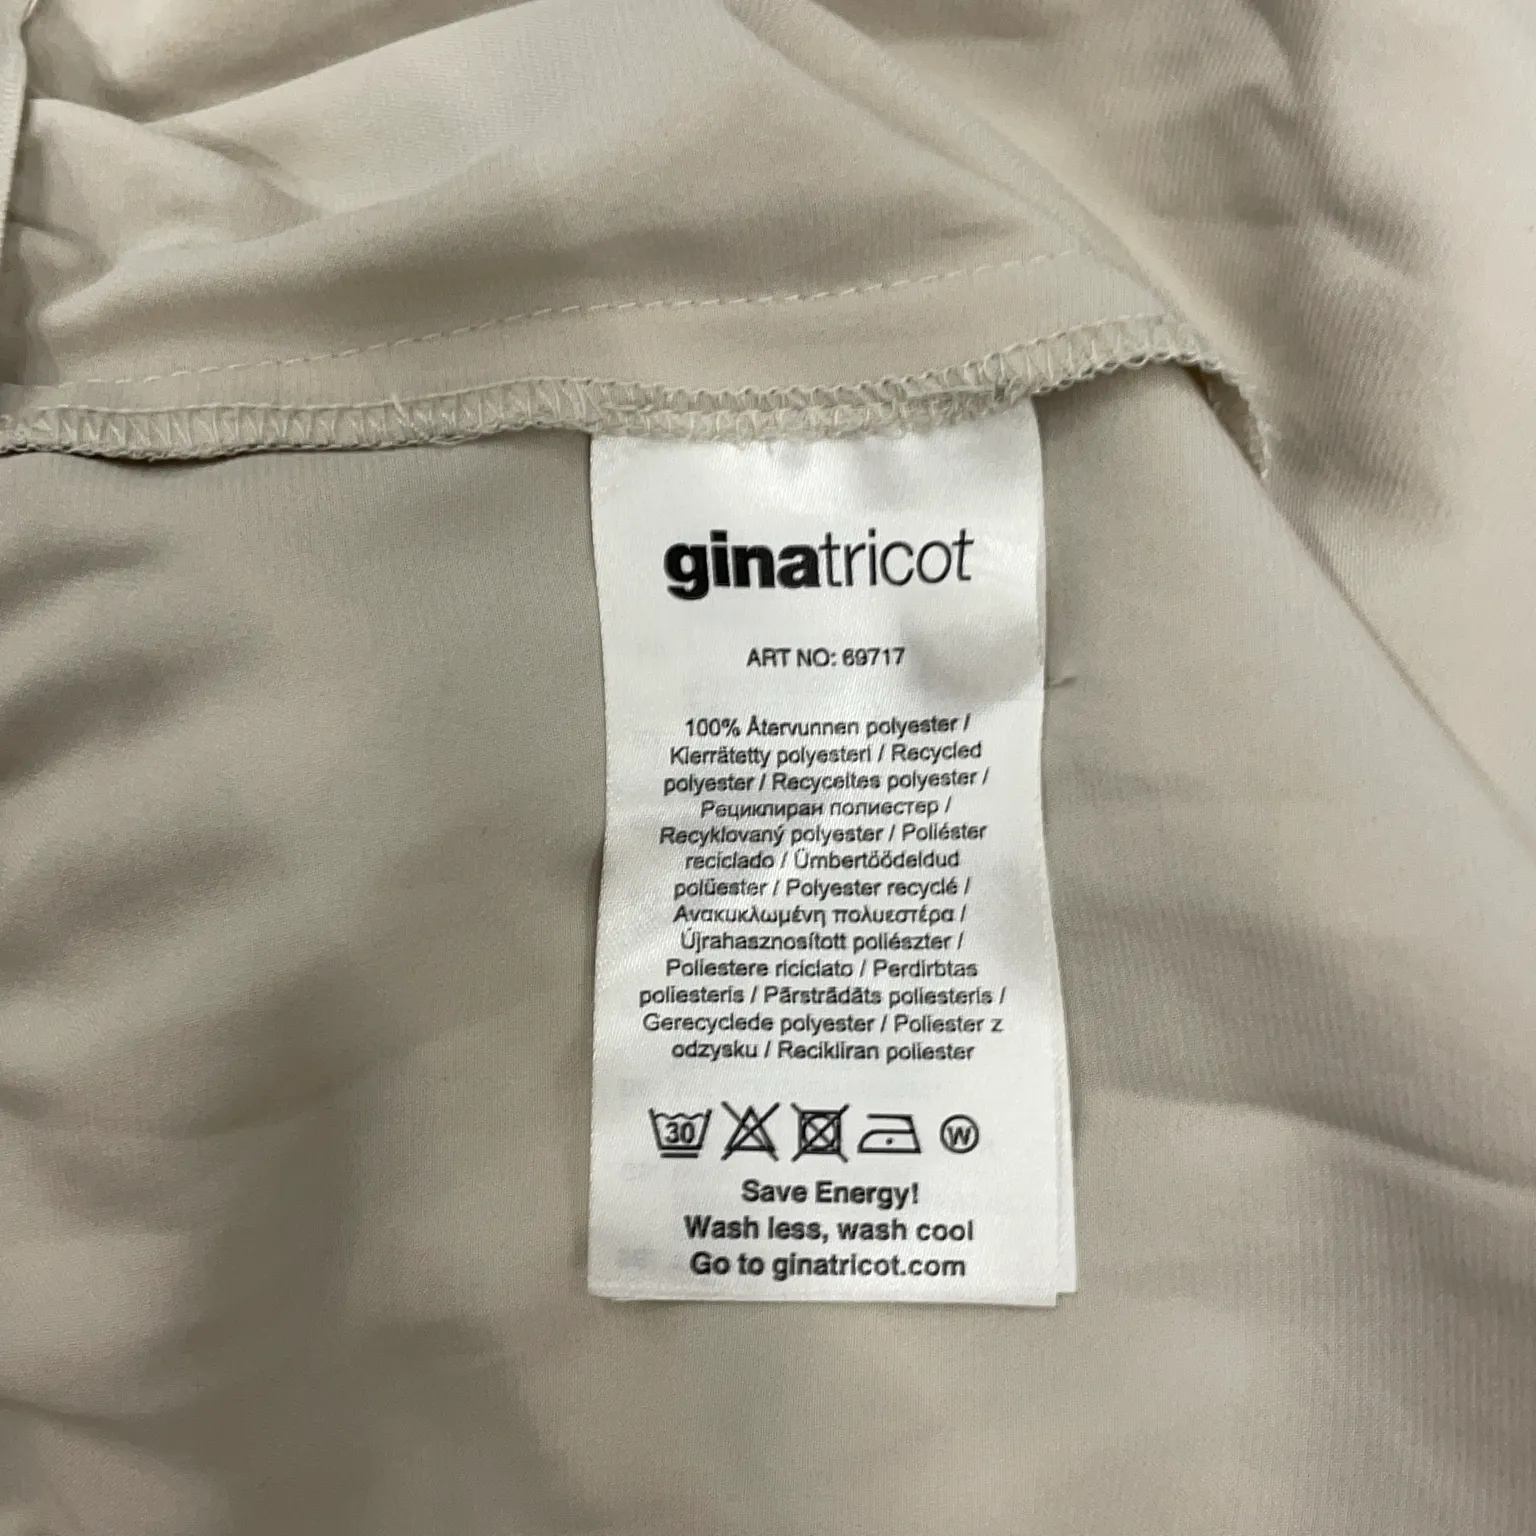 ginatricot
ART NO: 69717
100% Återvunnen polyester /
Kierrätetty polyesteri / Recycled
polyester / Recyceltes polyester /
Рециклиран полиестер /
Recyklovaný polyester / Poliéster
reciclado / Ümbertöödeldud
polüester / Polyester recyclé /
Ανακυκλωμένη πολυεστέρα /
Újrahasznosított poliészter /
Poliestere riciclato / Perdirbtas
poliesteris / Pārstrādāts poliesteris /
Gerecyclede polyester / Poliester z
odzysku / Recikliran poliester
30 W
Save Energy!
Wash less, wash cool
Go to ginatricot.com